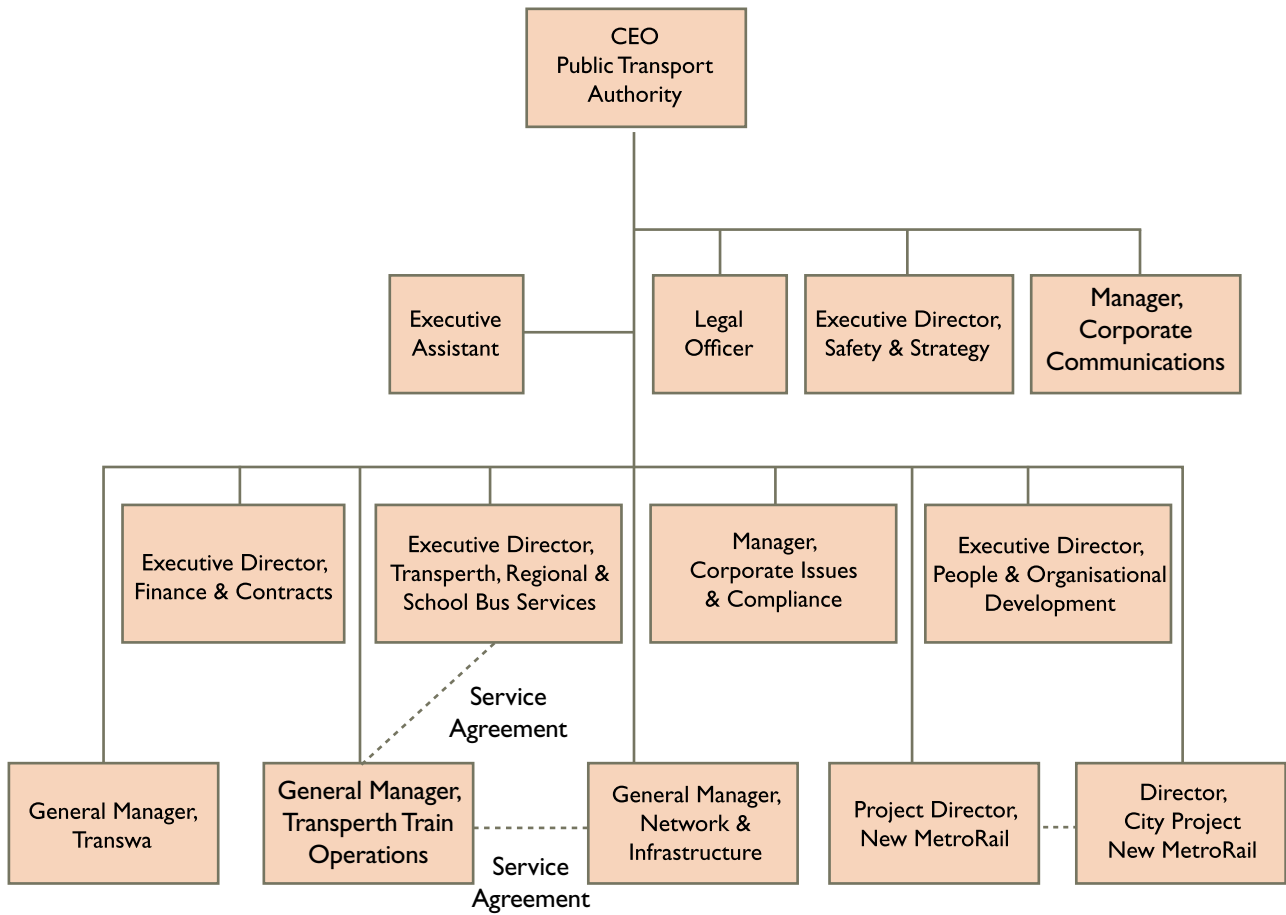 CEO
Public Transport
Authority
Executive
Assistant
Legal
Officer
Executive Director,
Safety & Strategy
Manager,
Corporate
Communications
Executive Director,
Finance & Contracts
Executive Director,
Transperth, Regional &
School Bus Services
Manager,
Corporate Issues
& Compliance
Executive Director,
People & Organisational
Development
Service
Agreement
General Manager,
Transwa
General Manager,
Transperth Train
Operations
Service
Agreement
General Manager,
Network &
Infrastructure
Project Director,
New MetroRail
Director,
City Project
New MetroRail